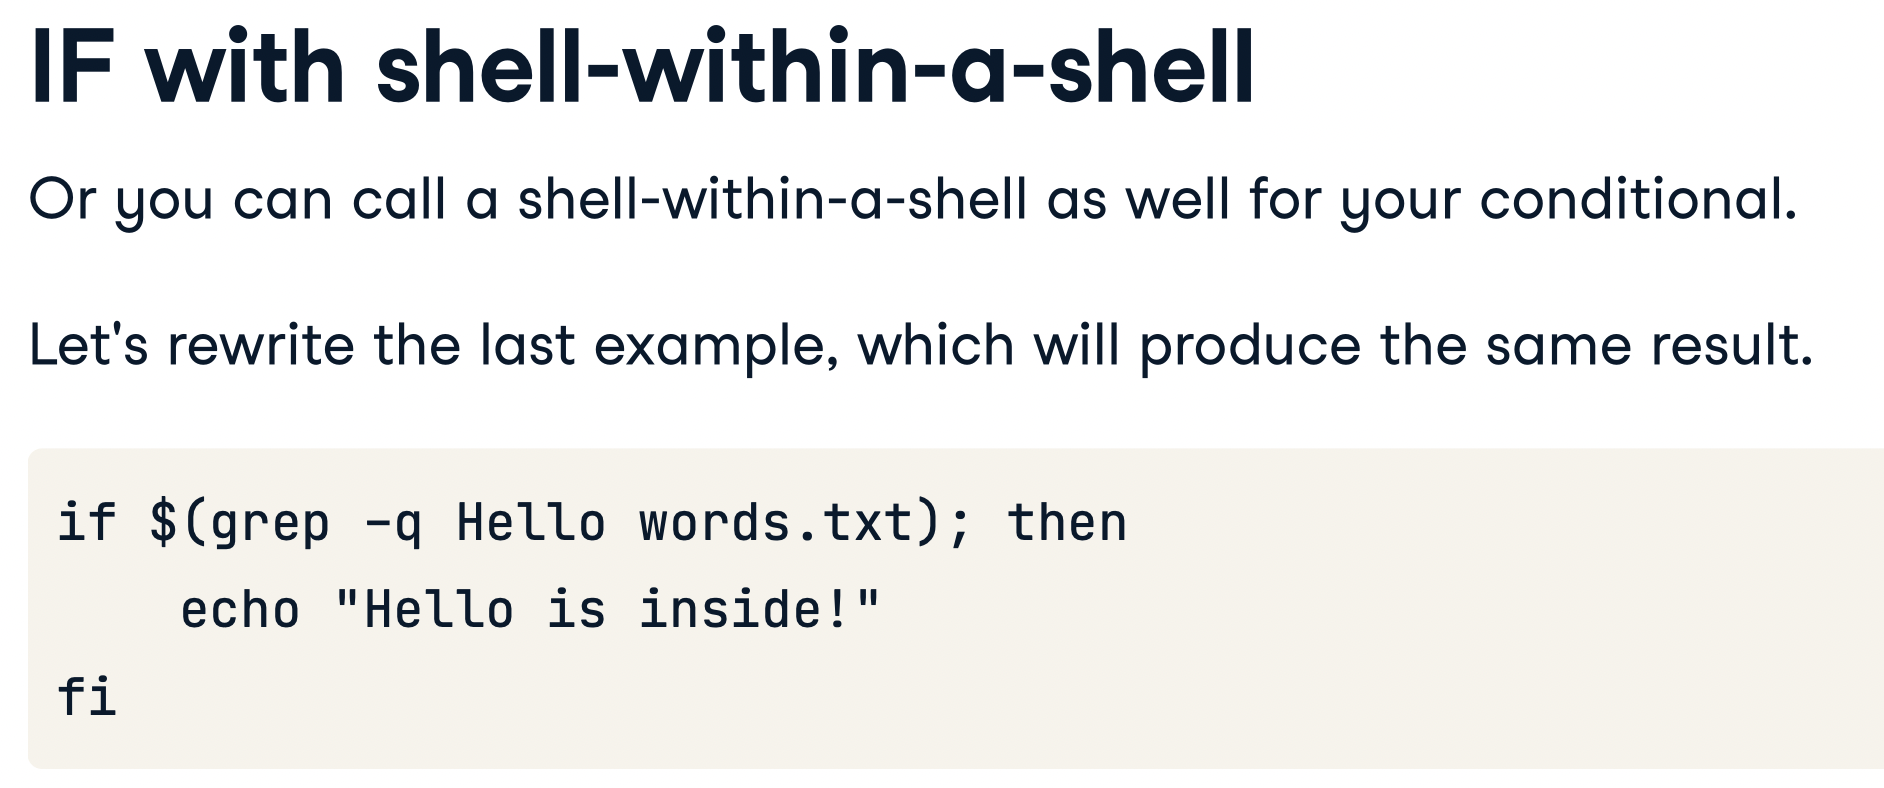 IF with shell-within-a-shell
Or you can call a shell-within-a-shell as well for your conditional.
Let's rewrite the last example, which will produce the same result.
if $(grep -q Hello words.txt); then
    echo "Hello is inside!"
fi